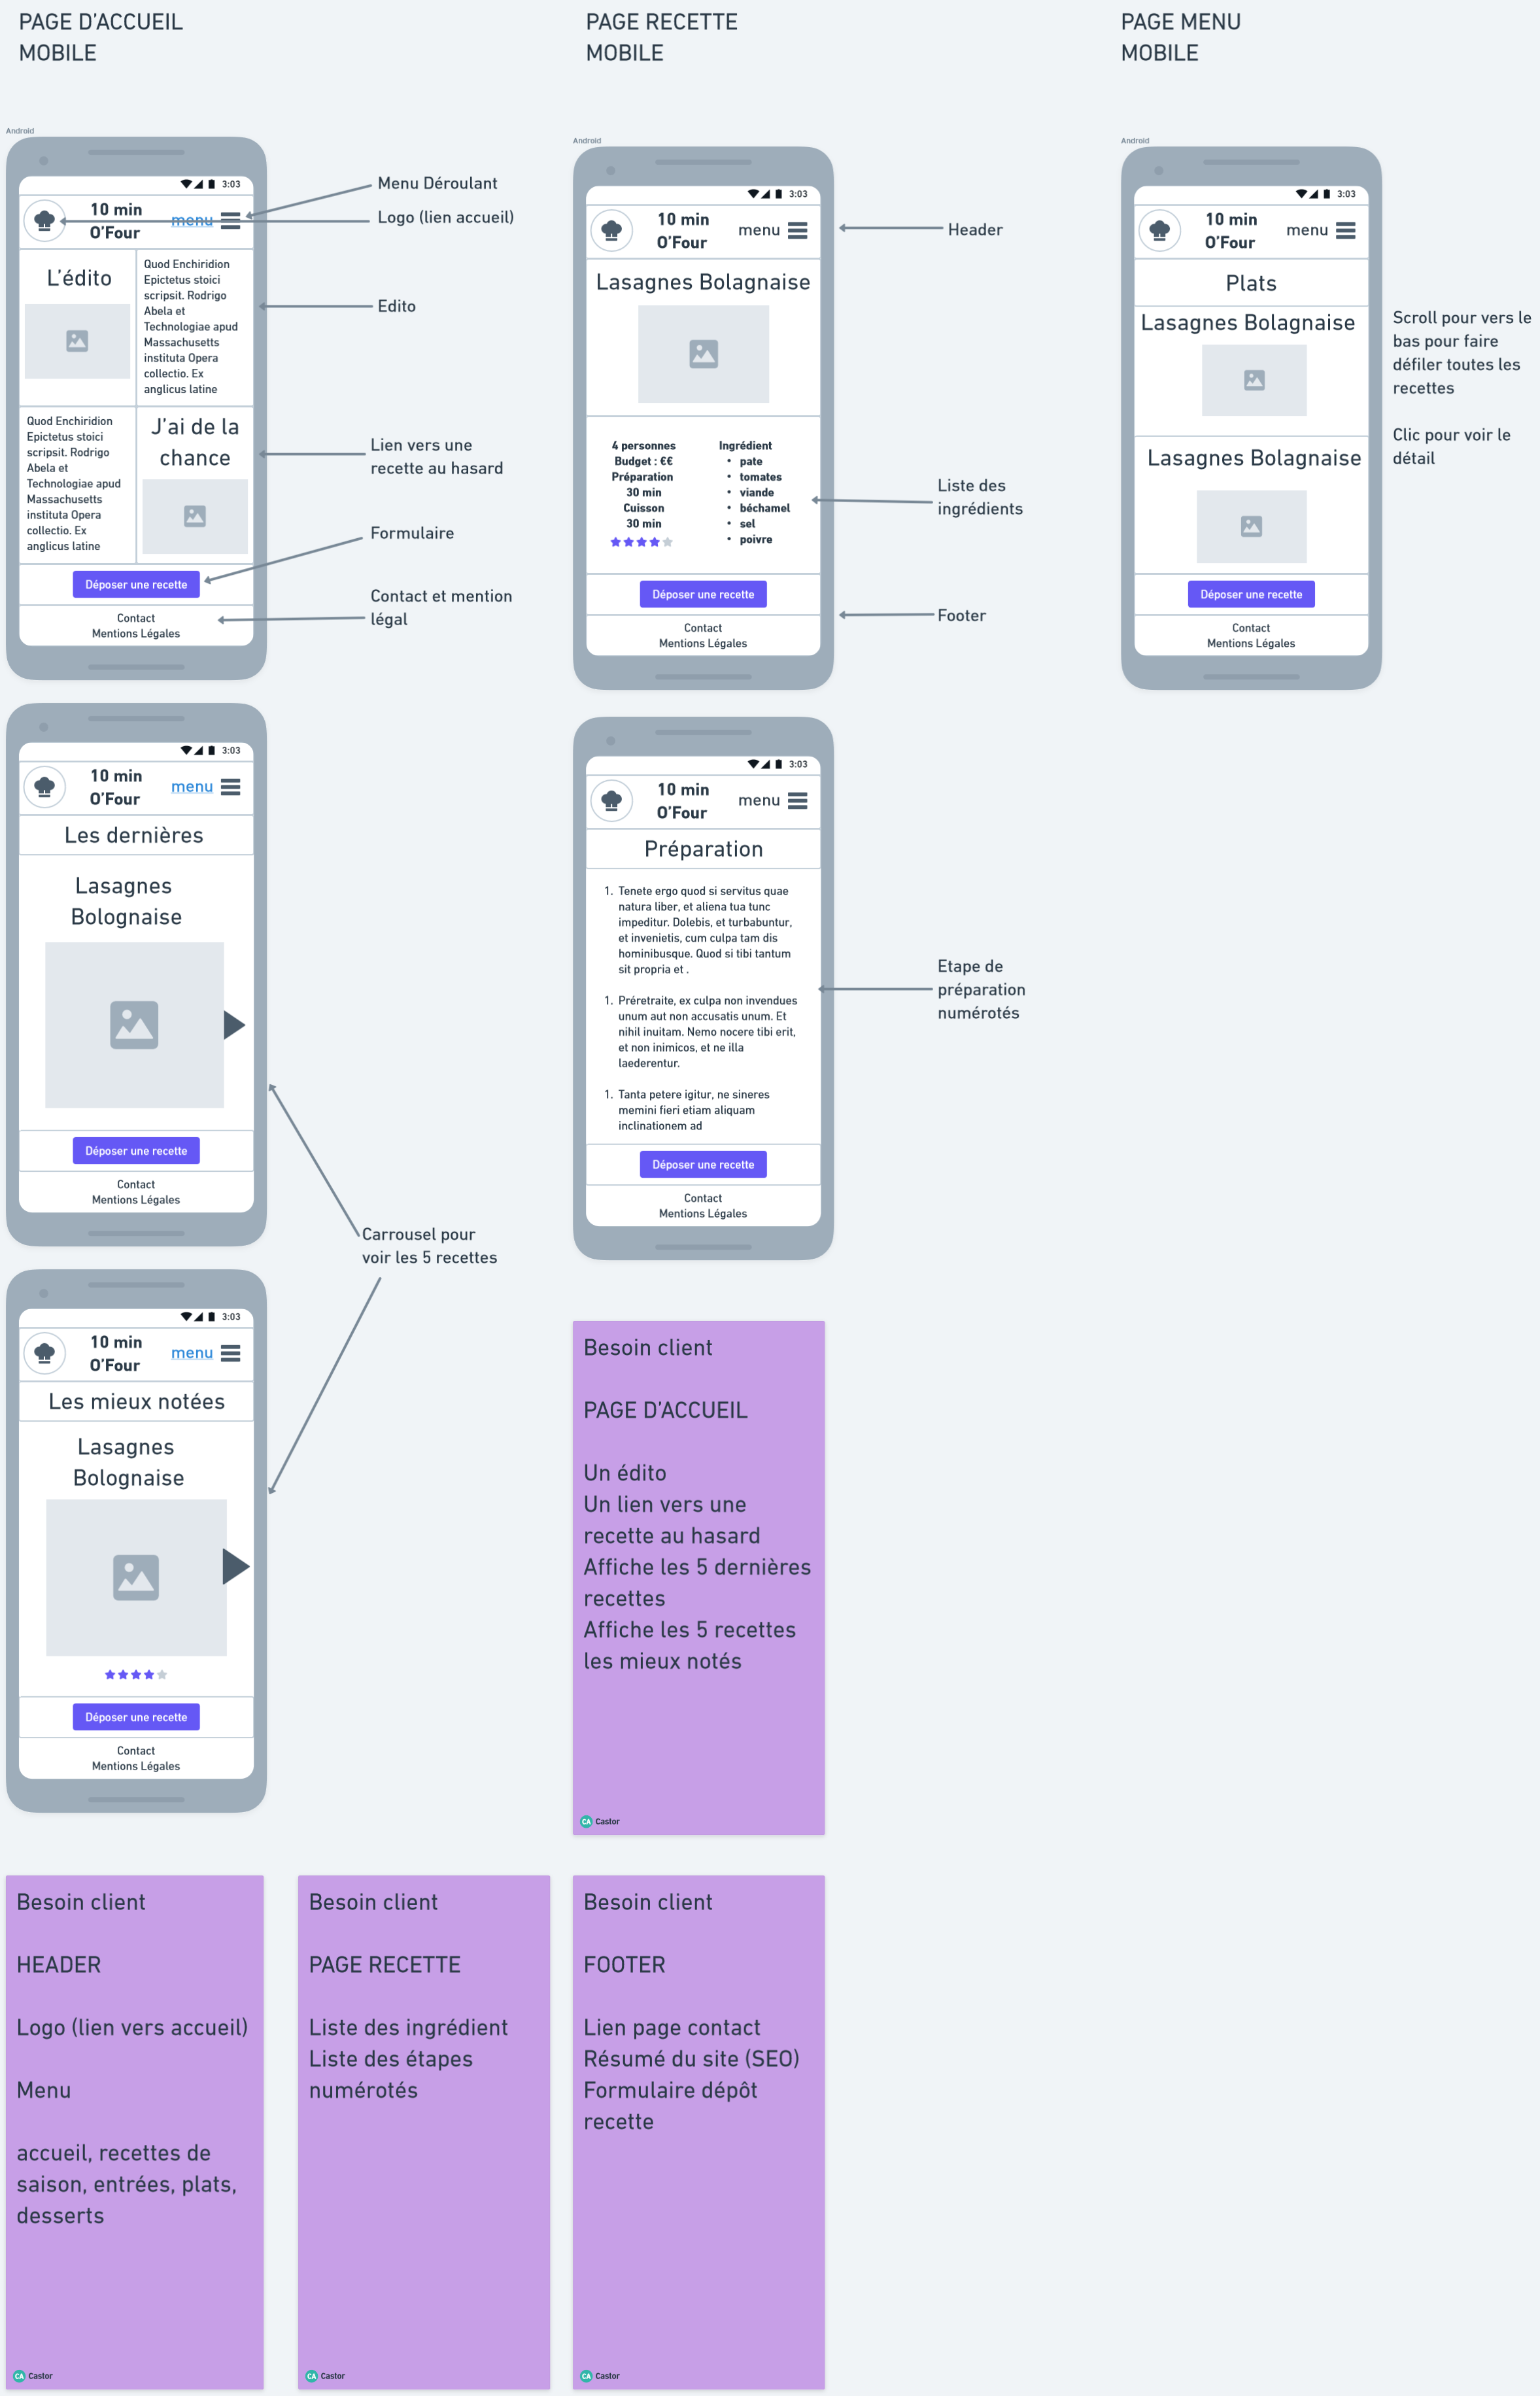 PAGE D'ACCUEIL
MOBILE
Android
3:03
10 min
O'Four
menu
L'édito
Quod Enchiridion
Epictetus stoici
scripsit. Rodrigo
Abela et
Technologiae apud
Massachusetts
instituta Opera
collectio. Ex
anglicus latine
Quod Enchiridion
Epictetus stoici
scripsit. Rodrigo
Abela et
Technologiae apud
Massachusetts
instituta Opera
collectio. Ex
anglicus latine
J'ai de la
chance
Déposer une recette
Contact
Mentions Légales
Menu Déroulant
Logo (lien accueil)
Edito
Lien vers une
recette au hasard
Formulaire
Contact et mention
légal
3:03
10 min
O'Four
menu
Les dernières
Lasagnes
Bolognaise
Déposer une recette
Contact
Mentions Légales
Carrousel pour
voir les 5 recettes
3:03
10 min
O'Four
menu
Les mieux notées
Lasagnes
Bolognaise
Déposer une recette
Contact
Mentions Légales
PAGE RECETTE
MOBILE
Android
3:03
10 min
O'Four
menu
Lasagnes Bolagnaise
4 personnes
Budget : €€
Préparation
30 min
Cuisson
30 min
Ingrédient
• pate
• tomates
• viande
• béchamel
• sel
• poivre
Déposer une recette
Contact
Mentions Légales
Header
Liste des
ingrédients
Footer
3:03
10 min
O'Four
menu
Préparation
1. Tenete ergo quod si servitus quae
natura liber, et aliena tua tunc
impeditur. Dolebis, et turbabuntur,
et invenietis, cum culpa tam dis
hominibusque. Quod si tibi tantum
sit propria et .
1. Préretraite, ex culpa non invendues
unum aut non accusatis unum. Et
nihil inuitam. Nemo nocere tibi erit,
et non inimicos, et ne illa
laederentur.
1. Tanta petere igitur, ne sineres
memini fieri etiam aliquam
inclinationem ad
Déposer une recette
Contact
Mentions Légales
Etape de
préparation
numérotés
PAGE MENU
MOBILE
Android
3:03
10 min
O'Four
menu
Plats
Lasagnes Bolagnaise
Lasagnes Bolagnaise
Déposer une recette
Contact
Mentions Légales
Scroll pour vers le
bas pour faire
défiler toutes les
recettes
Clic pour voir le
détail
Besoin client
PAGE D'ACCUEIL
Un édito
Un lien vers une
recette au hasard
Affiche les 5 dernières
recettes
Affiche les 5 recettes
les mieux notés
CA Castor
Besoin client
HEADER
Logo (lien vers accueil)
Menu
accueil, recettes de
saison, entrées, plats,
desserts
CA Castor
Besoin client
PAGE RECETTE
Liste des ingrédient
Liste des étapes
numérotés
CA Castor
Besoin client
FOOTER
Lien page contact
Résumé du site (SEO)
Formulaire dépôt
recette
CA Castor